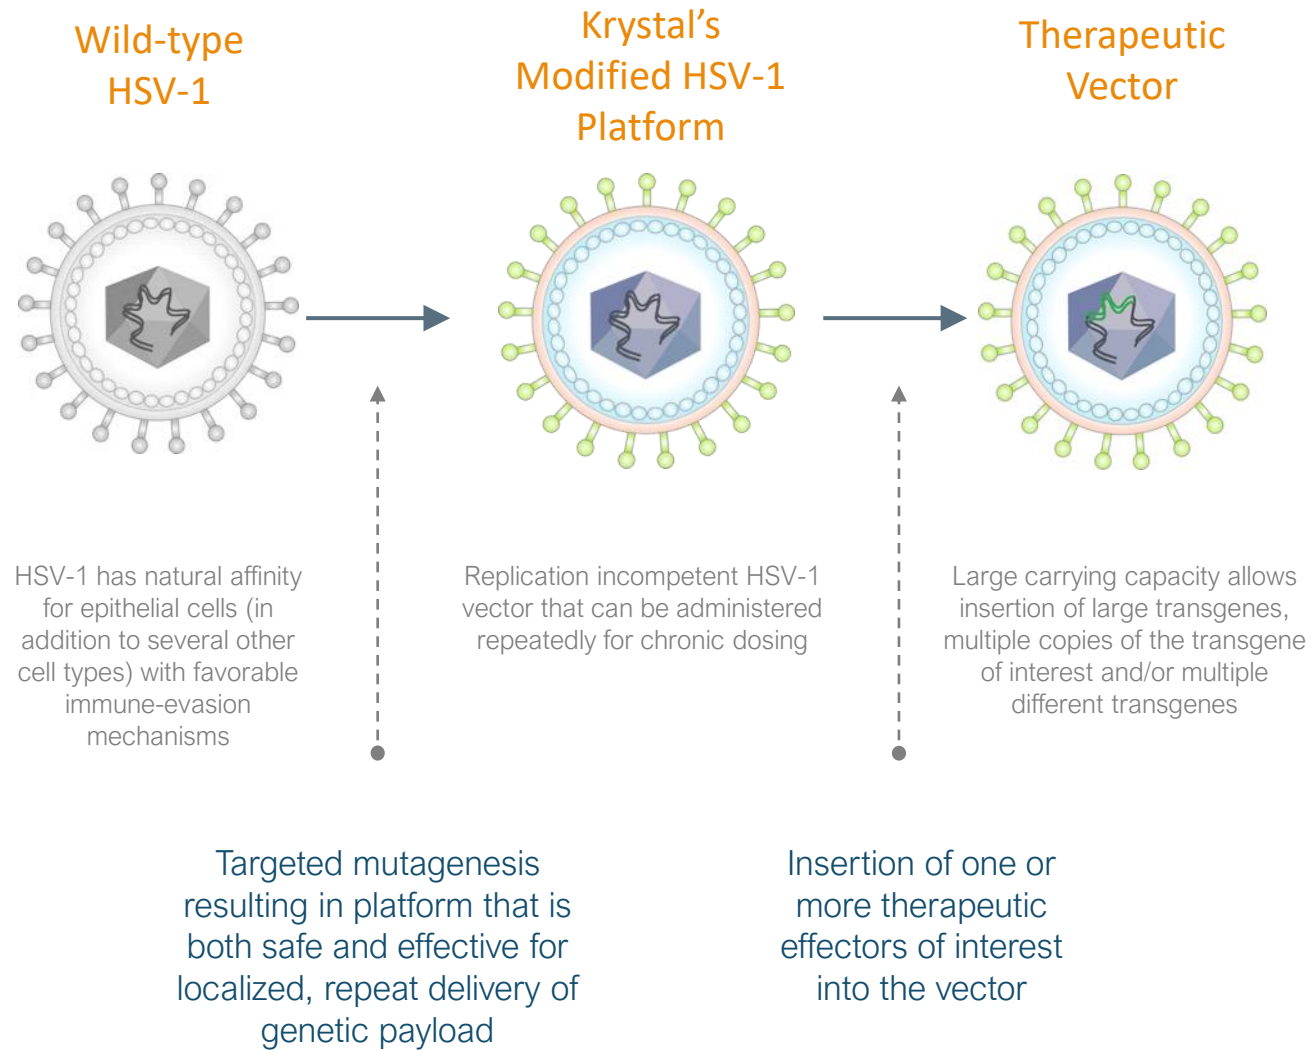 Wild-type
HSV-1
Krystal's
Modified HSV-1
Platform
Therapeutic
Vector
HSV-1 has natural affinity
for epithelial cells (in
addition to several other
cell types) with favorable
immune-evasion
mechanisms
Replication incompetent HSV-1
vector that can be administered
repeatedly for chronic dosing
Large carrying capacity allows
insertion of large transgenes,
multiple copies of the transgene
of interest and/or multiple
different transgenes
Targeted mutagenesis
resulting in platform that is
both safe and effective for
localized, repeat delivery of
genetic payload
Insertion of one or
more therapeutic
effectors of interest
into the vector